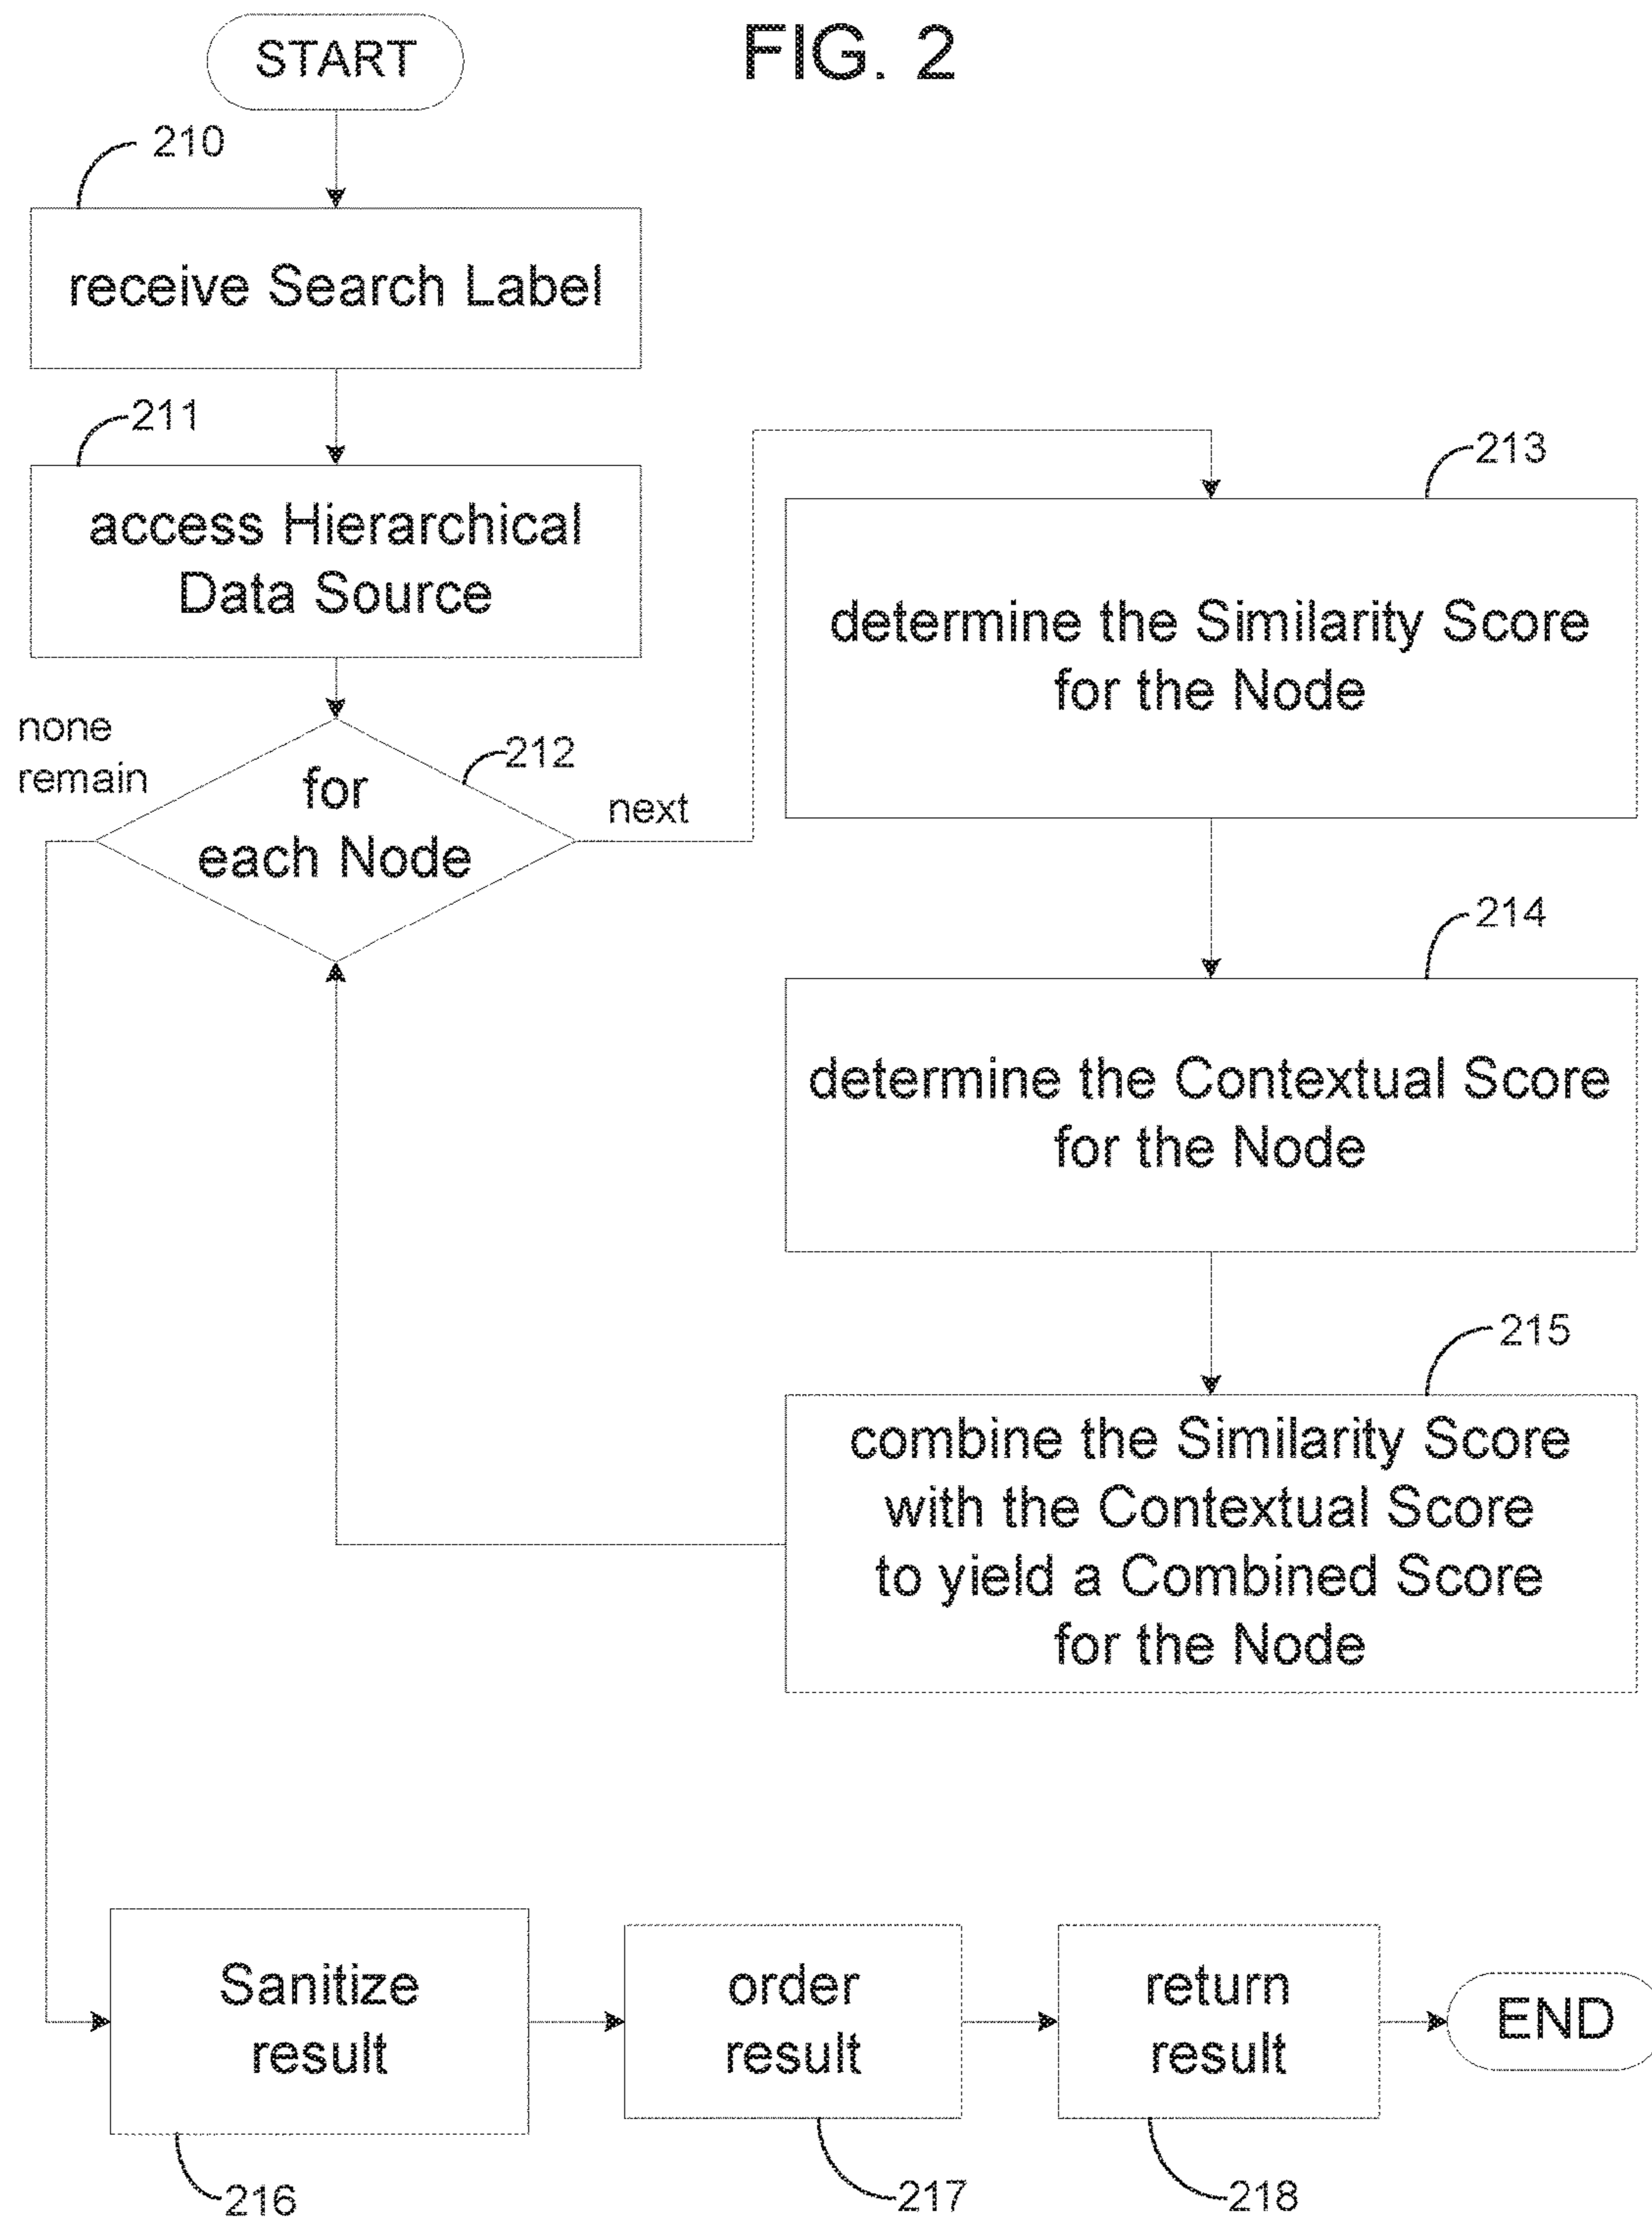 FIG. 2
START
210
receive Search Label
211
access Hierarchical
Data Source
none
remain
212
for
each Node
next
213
determine the Similarity Score
for the Node
214
determine the Contextual Score
for the Node
215
combine the Similarity Score
with the Contextual Score
to yield a Combined Score
for the Node
Sanitize
result
216
order
result
217
return
result
218
END